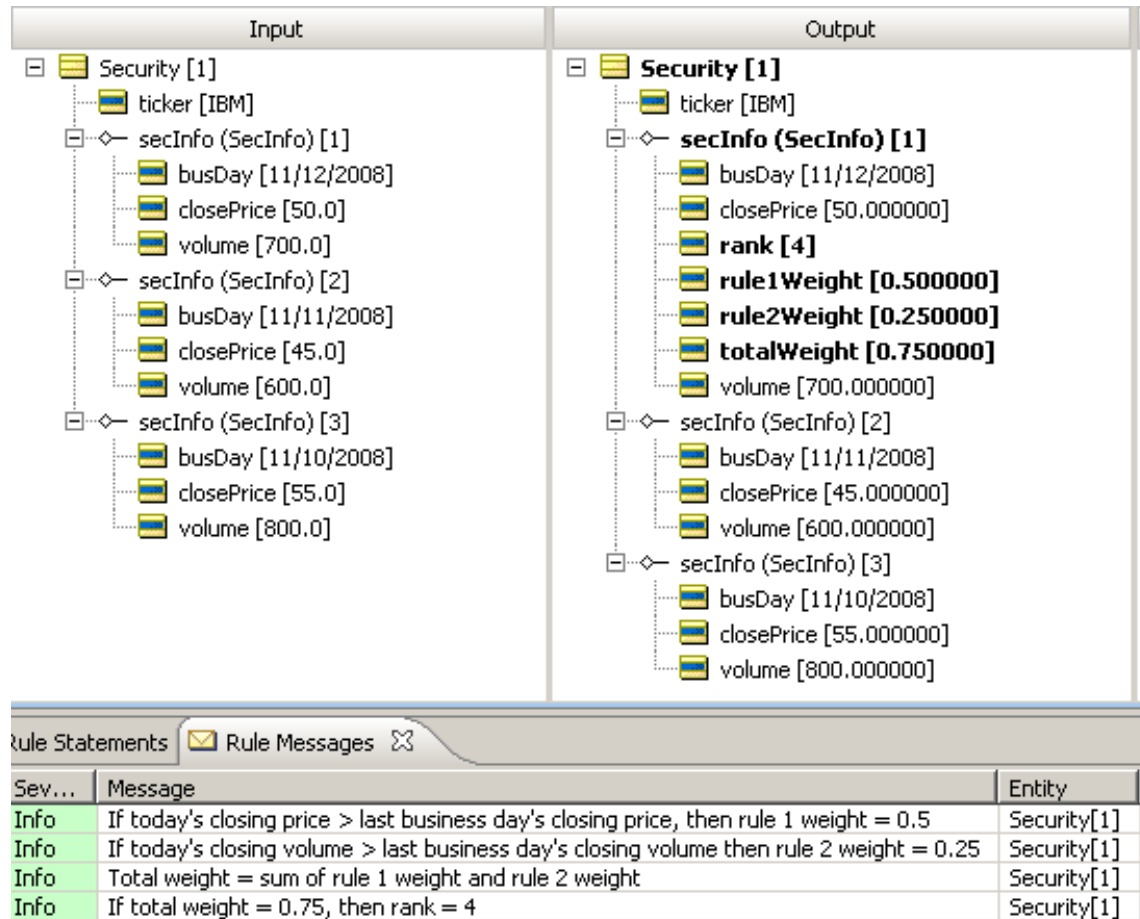 Input
Security [1]
ticker [IBM]
secInfo (SecInfo) [1]
busDay [11/12/2008]
closePrice [50.0]
volume [700.0]
secInfo (SecInfo) [2]
busDay [11/11/2008]
closePrice [45.0]
volume [600.0]
secInfo (SecInfo) [3]
busDay [11/10/2008]
closePrice [55.0]
volume [800.0]
Output
Security [1]
ticker [IBM]
secInfo (SecInfo) [1]
busDay [11/12/2008]
closePrice [50.000000]
rank [4]
rule1Weight [0.500000]
rule2Weight [0.250000]
totalWeight [0.750000]
volume [700.000000]
secInfo (SecInfo) [2]
busDay [11/11/2008]
closePrice [45.000000]
volume [600.000000]
secInfo (SecInfo) [3]
busDay [11/10/2008]
closePrice [55.000000]
volume [800.000000]
Rule Statements Rule Messages
Sev... Message Entity
Info If today's closing price > last business day's closing price, then rule 1 weight = 0.5 Security[1]
Info If today's closing volume > last business day's closing volume then rule 2 weight = 0.25 Security[1]
Info Total weight = sum of rule 1 weight and rule 2 weight Security[1]
Info If total weight = 0.75, then rank = 4 Security[1]